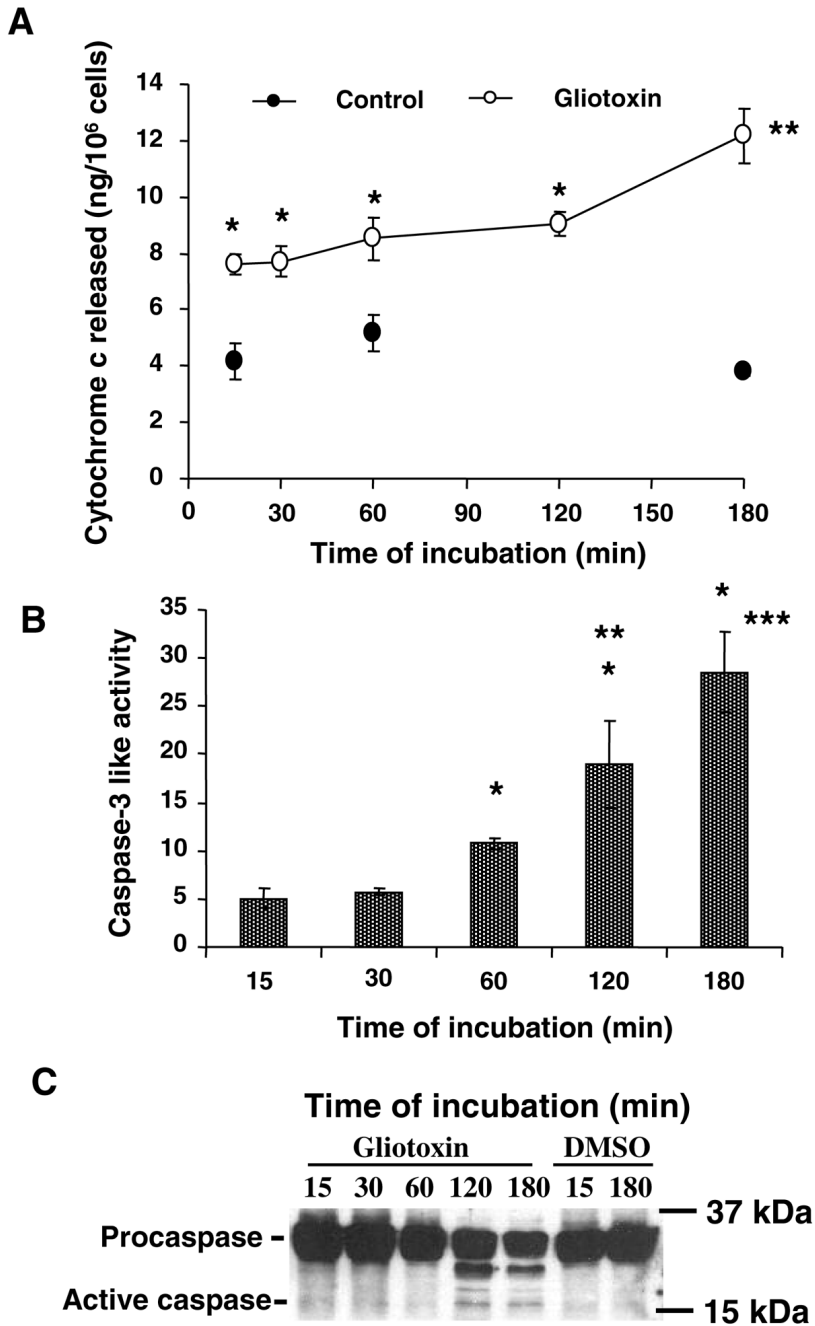 A
Cytochrome c released (ng/10⁶ cells)
14
12
10
8
6
4
2
0
Control
Gliotoxin
*
*
*
*
**
0 30 60 90 120 150 180
Time of incubation (min)
B
Caspase-3 like activity
35
30
25
20
15
10
5
0
*
**
*
*
***
15 30 60 120 180
Time of incubation (min)
C
Time of incubation (min)
Gliotoxin DMSO
15 30 60 120 180 15 180
37 kDa
Procaspase -
Active caspase -
15 kDa